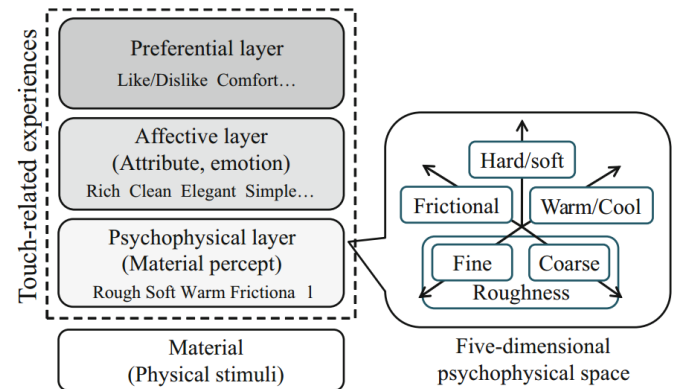 Touch-related experiences
Preferential layer
Like/Dislike Comfort...
Affective layer
(Attribute, emotion)
Rich Clean Elegant Simple...
Psychophysical layer
(Material percept)
Rough Soft Warm Frictiona l
Material
(Physical stimuli)
Hard/soft
Frictional
Warm/Cool
Fine
Coarse
Roughness
Five-dimensional
psychophysical space